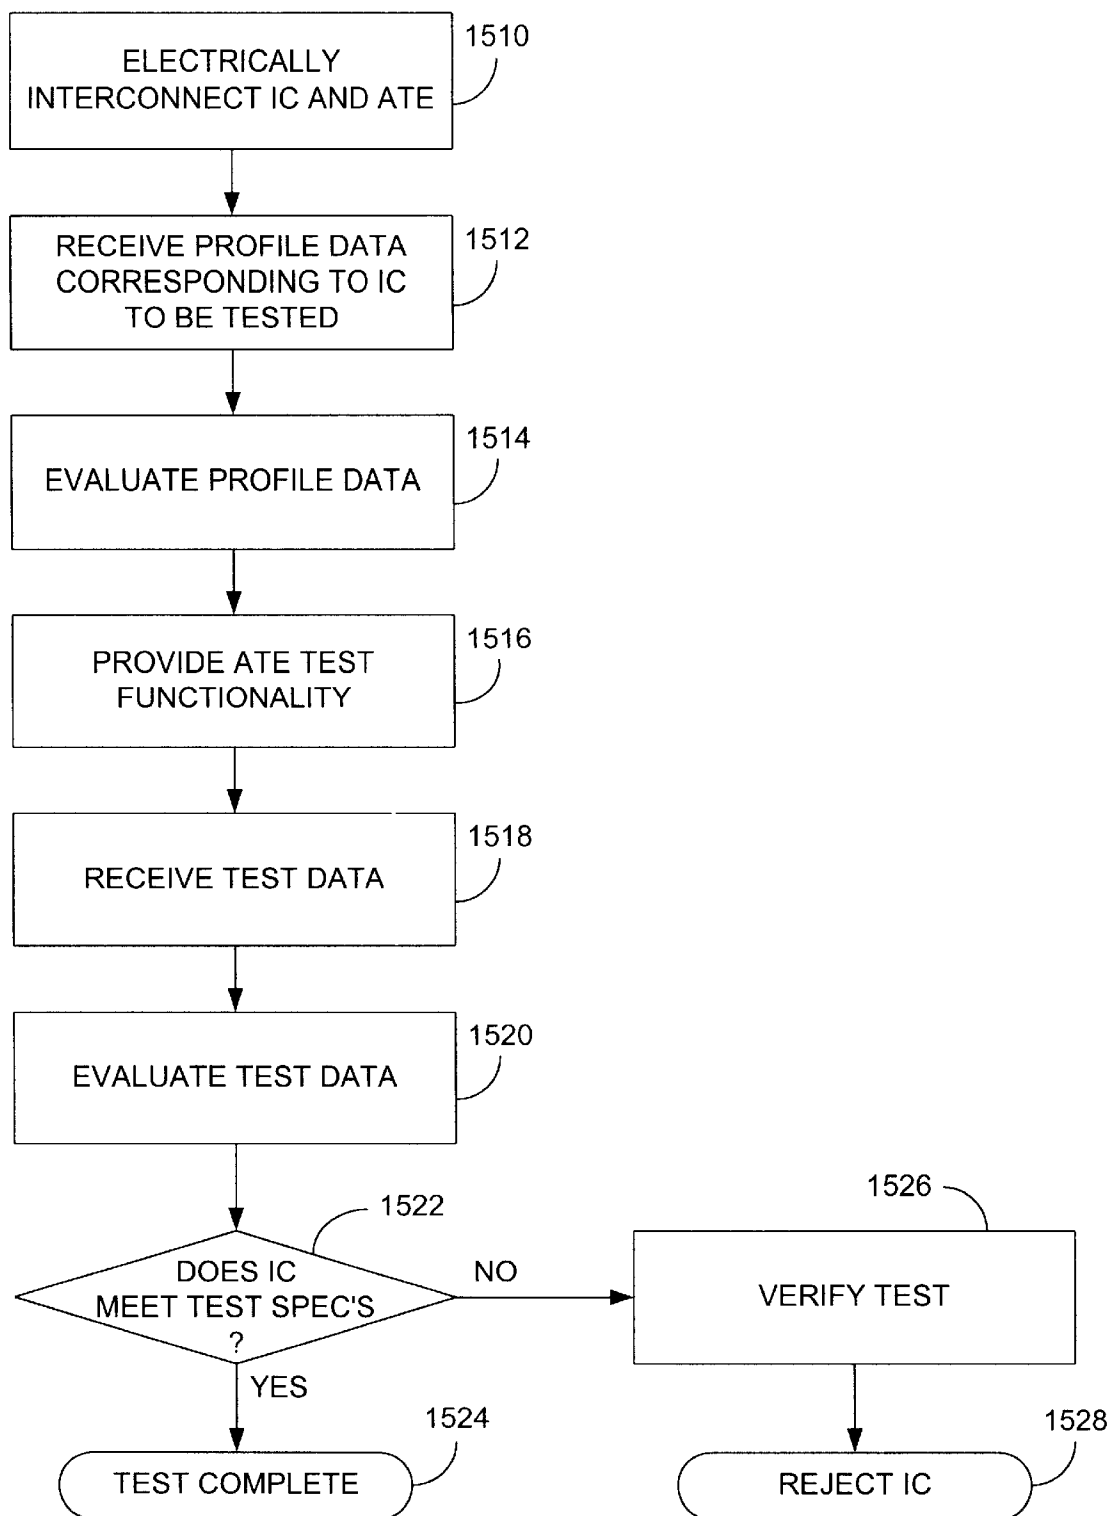 1510
ELECTRICALLY
INTERCONNECT IC AND ATE
1512
RECEIVE PROFILE DATA
CORRESPONDING TO IC
TO BE TESTED
1514
EVALUATE PROFILE DATA
1516
PROVIDE ATE TEST
FUNCTIONALITY
1518
RECEIVE TEST DATA
1520
EVALUATE TEST DATA
1522
DOES IC
MEET TEST SPEC'S
?
NO
1526
VERIFY TEST
YES
1524
TEST COMPLETE
1528
REJECT IC